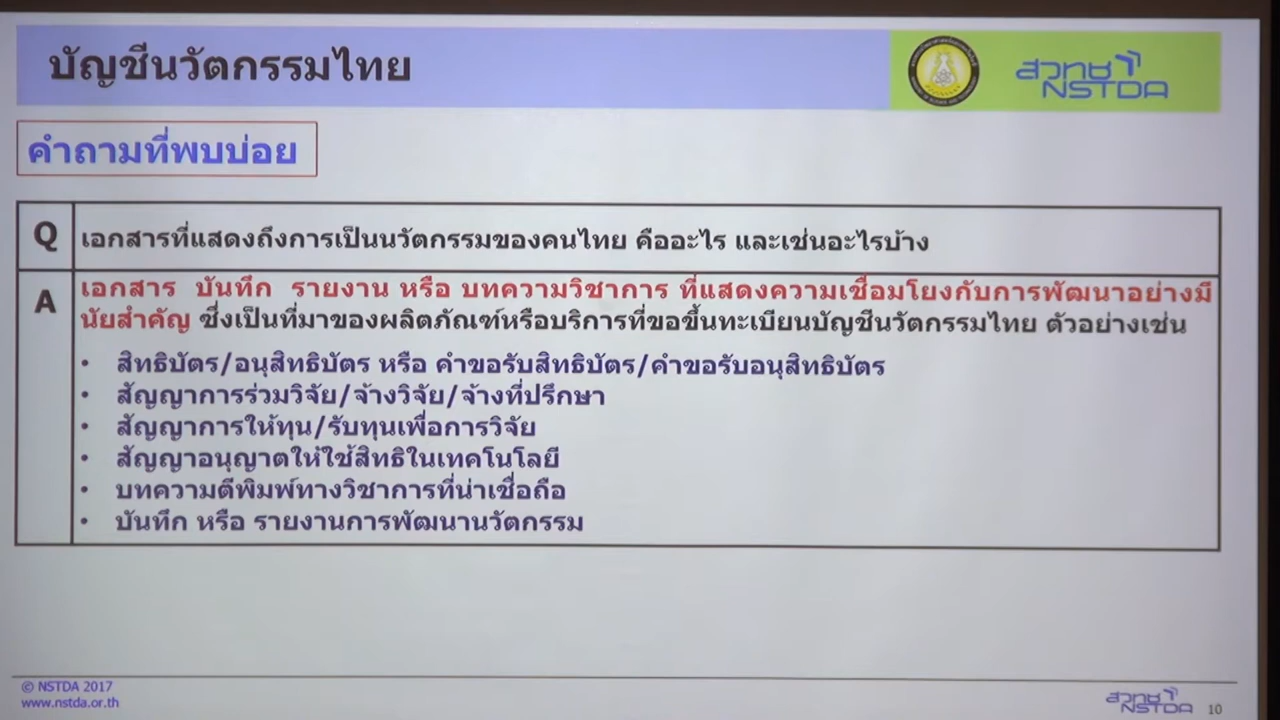 บัญชีนวัตกรรมไทย
สวทช
NSTDA
คำถามที่พบบ่อย
Q
เอกสารที่แสดงถึงการเป็นนวัตกรรมของคนไทย คืออะไร และเช่นอะไรบ้าง
A
เอกสาร บันทึก รายงาน หรือ บทความวิชาการ ที่แสดงความเชื่อมโยงกับการพัฒนาอย่างมี
นัยสำคัญ ซึ่งเป็นที่มาของผลิตภัณฑ์หรือบริการที่ขอขึ้นทะเบียนบัญชีนวัตกรรมไทย ตัวอย่างเช่น
• สิทธิบัตร/อนุสิทธิบัตร หรือ คำขอรับสิทธิบัตร/คำขอรับอนุสิทธิบัตร
• สัญญาการร่วมวิจัย/จ้างวิจัย/จ้างที่ปรึกษา
• สัญญาการให้ทุน/รับทุนเพื่อการวิจัย
• สัญญาอนุญาตให้ใช้สิทธิในเทคโนโลยี
• บทความตีพิมพ์ทางวิชาการที่น่าเชื่อถือ
• บันทึก หรือ รายงานการพัฒนานวัตกรรม
© NSTDA 2017
www.nstda.or.th
สวทช
NSTDA
10